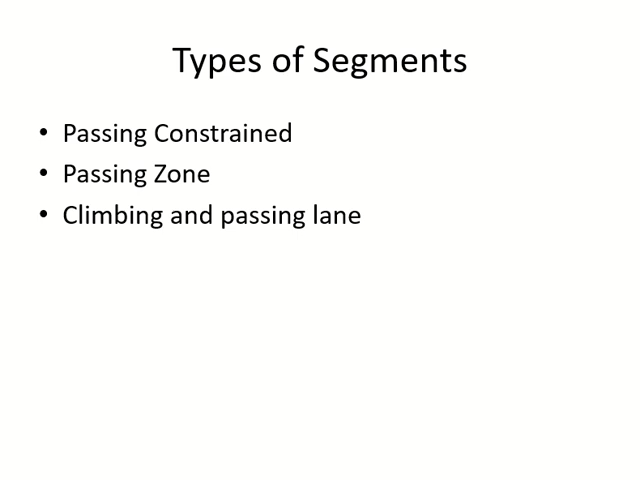 Types of Segments
• Passing Constrained
• Passing Zone
• Climbing and passing lane